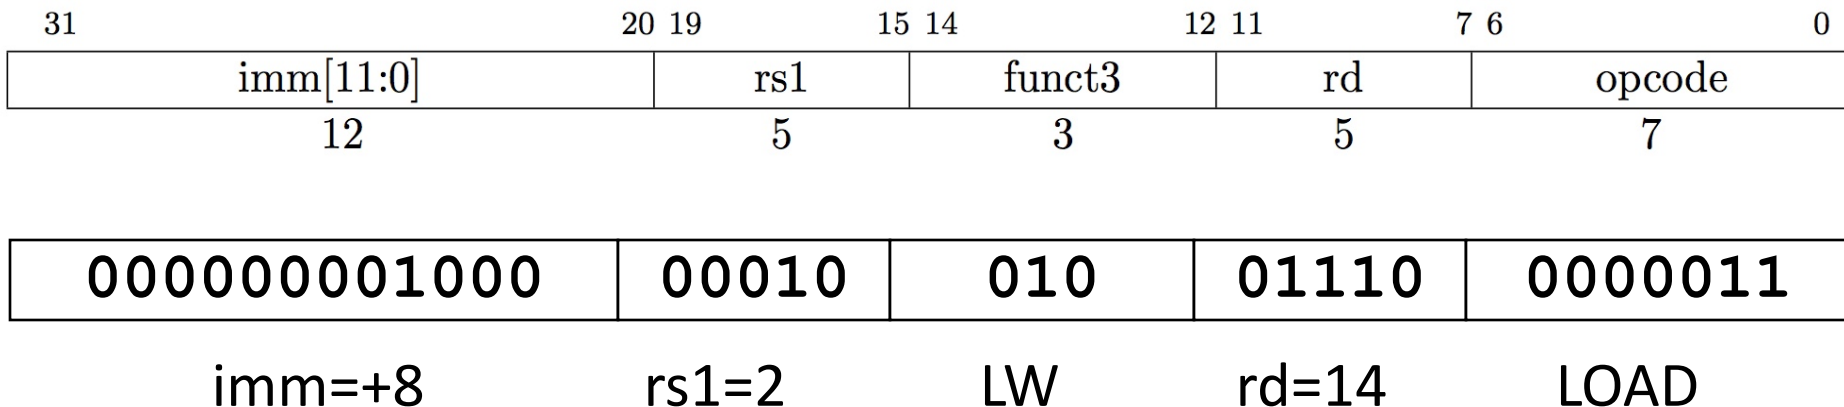 31 20 19 15 14 12 11 7 6 0
imm[11:0] rs1 funct3 rd opcode
12 5 3 5 7
000000001000 00010 010 01110 0000011
imm=+8 rs1=2 LW rd=14 LOAD